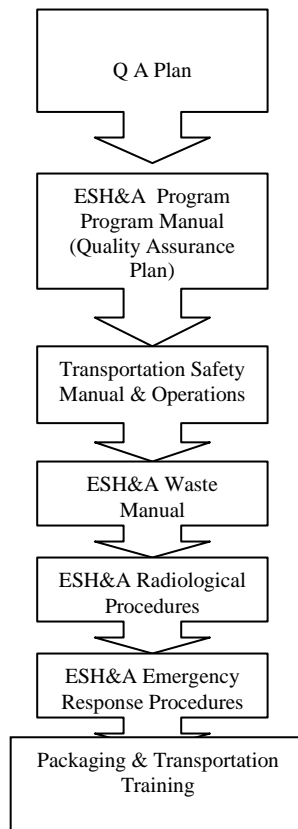 Q A Plan
ESH&A Program
Program Manual
(Quality Assurance
Plan)
Transportation Safety
Manual & Operations
ESH&A Waste
Manual
ESH&A Radiological
Procedures
ESH&A Emergency
Response Procedures
Packaging & Transportation
Training